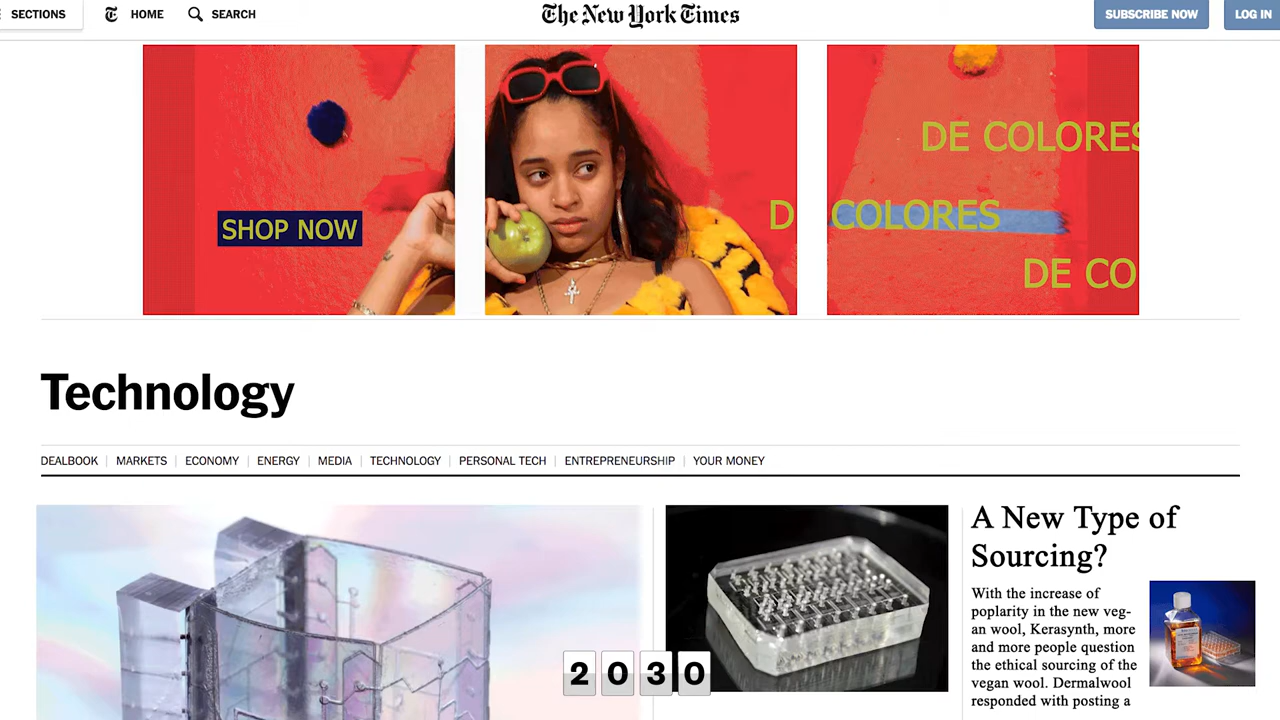 SECTIONS HOME SEARCH The New York Times SUBSCRIBE NOW LOG IN
DE COLORES
SHOP NOW D COLORES
DE CO
Technology
DEALBOOK MARKETS ECONOMY ENERGY MEDIA TECHNOLOGY PERSONAL TECH ENTREPRENEURSHIP YOUR MONEY
A New Type of
Sourcing?
With the increase of
poplarity in the new veg-
an wool, Kerasynth, more
and more people question
the ethical sourcing of the
vegan wool. Dermalwool
responded with posting a
2030